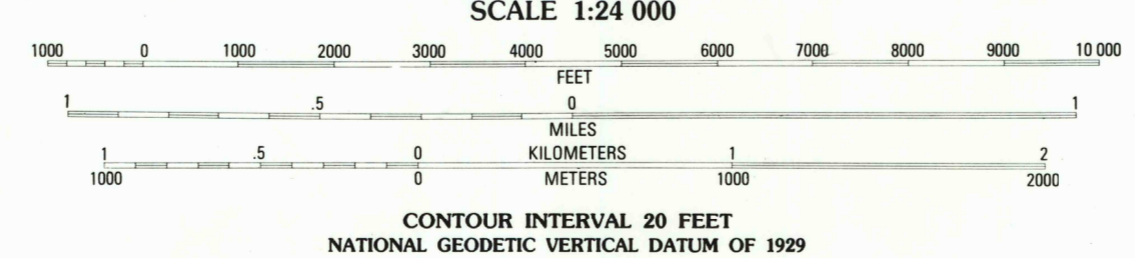 SCALE 1:24 000
1000 0 1000 2000 3000 4000 5000 6000 7000 8000 9000 10 000
FEET
1 .5 0 1
MILES
1 .5 0 KILOMETERS 1 2
1000 0 METERS 1000 2000
CONTOUR INTERVAL 20 FEET
NATIONAL GEODETIC VERTICAL DATUM OF 1929